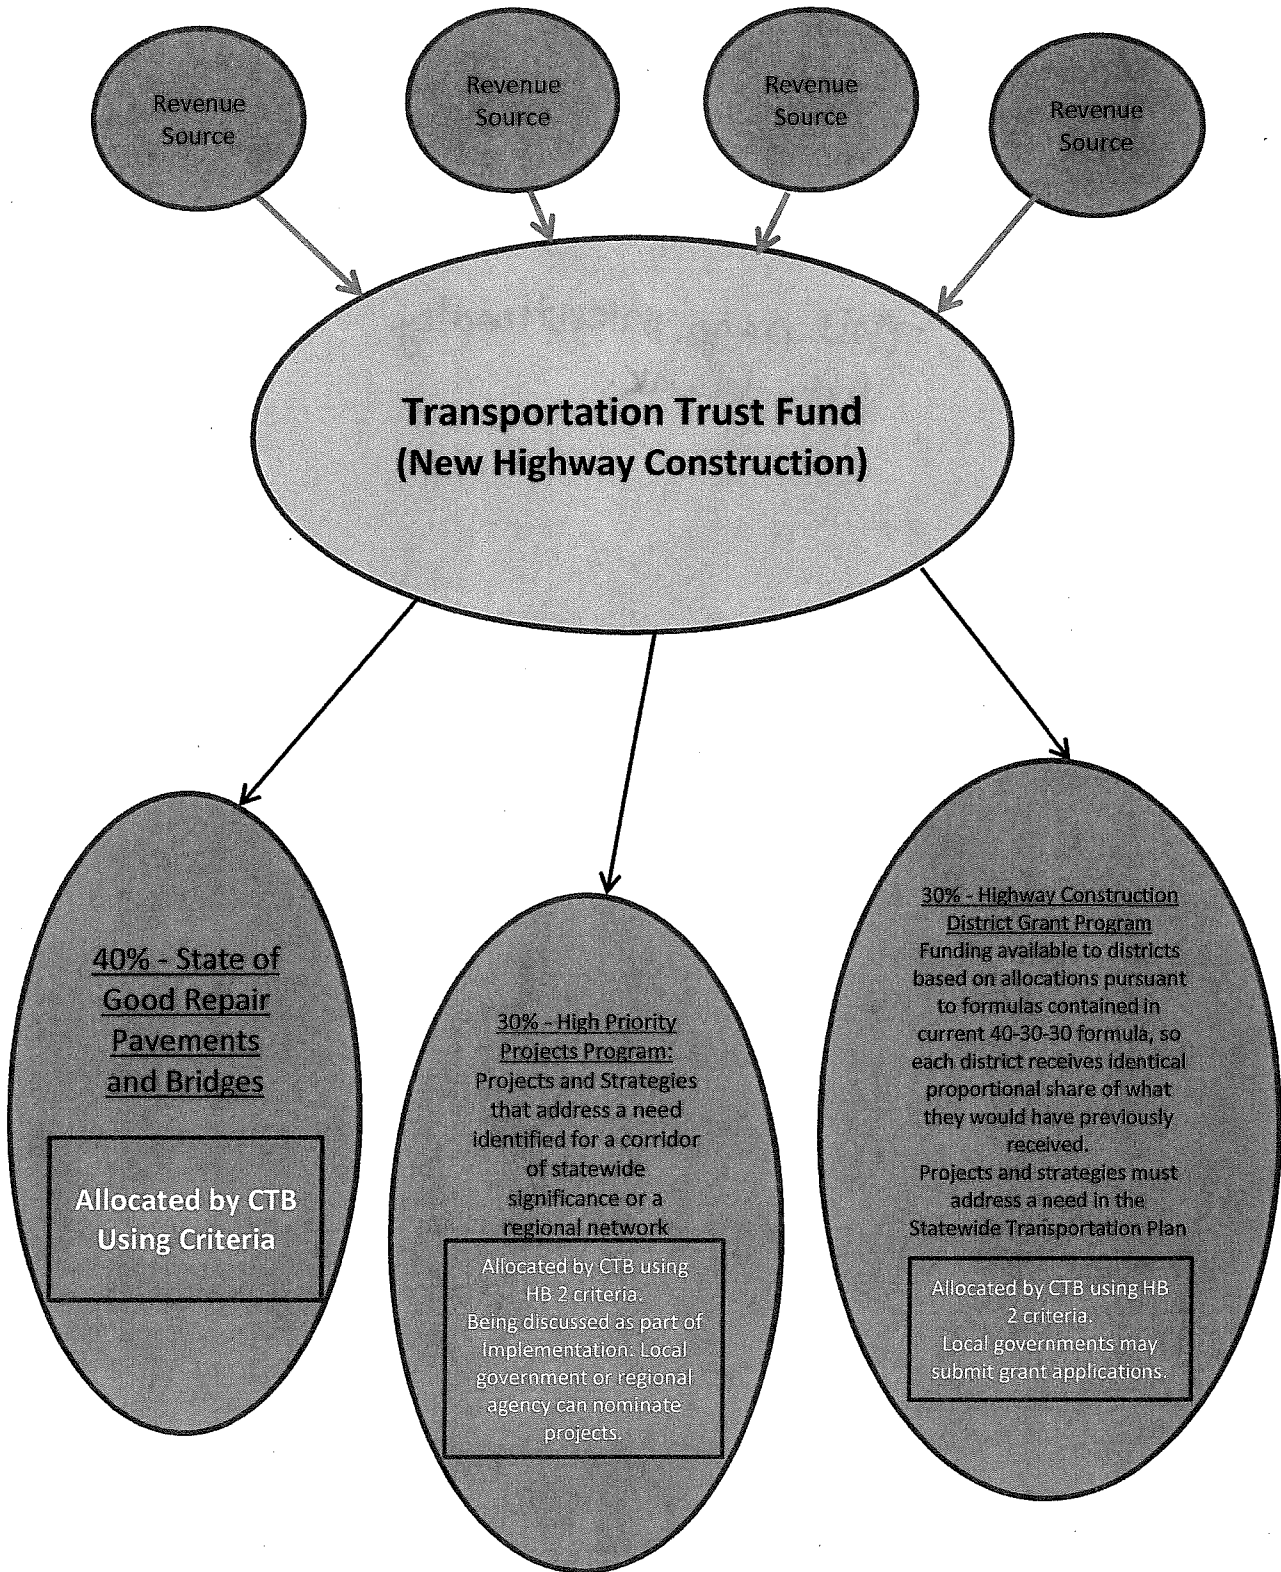 Revenue
Source
Revenue
Source
Revenue
Source
Revenue
Source
Transportation Trust Fund
(New Highway Construction)
40% - State of
Good Repair
Pavements
and Bridges
Allocated by CTB
Using Criteria
30% - High Priority
Projects Program:
Projects and Strategies
that address a need
identified for a corridor
of statewide
significance or a
regional network
Allocated by CTB using
HB 2 criteria.
Being discussed as part of
Implementation: Local
government or regional
agency can nominate
projects.
30% - Highway Construction
District Grant Program
Funding available to districts
based on allocations pursuant
to formulas contained in
current 40-30-30 formula, so
each district receives identical
proportional share of what
they would have previously
received.
Projects and strategies must
address a need in the
Statewide Transportation Plan
Allocated by CTB using HB
2 criteria.
Local governments may
submit grant applications.